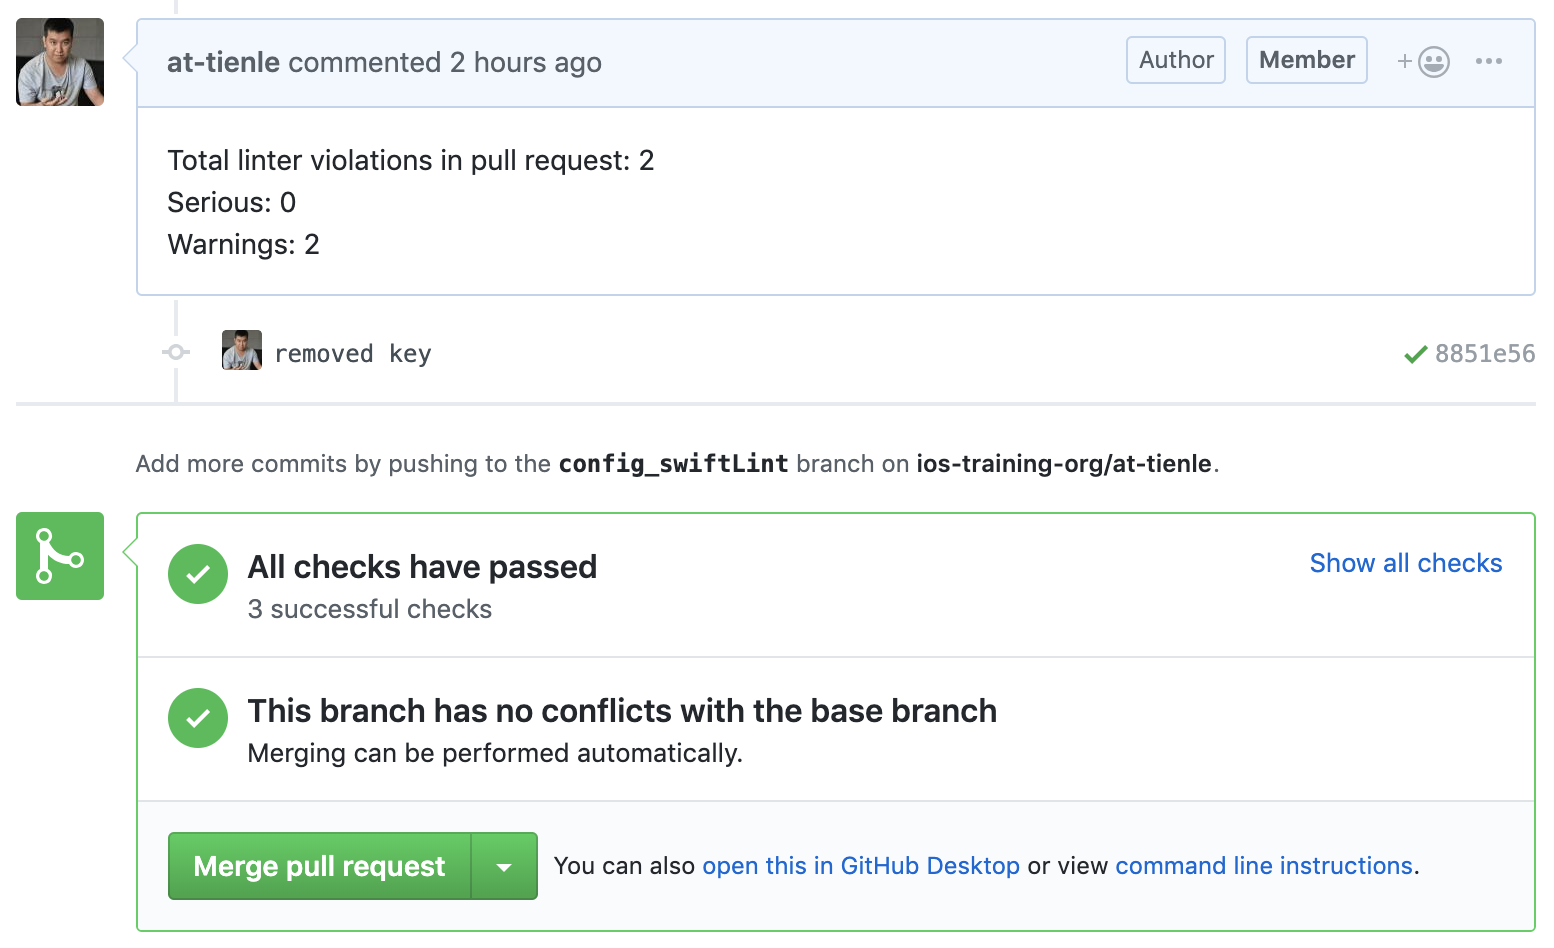 at-tienle commented 2 hours ago Author Member
Total linter violations in pull request: 2
Serious: 0
Warnings: 2
removed key 8851e56
Add more commits by pushing to the config_swiftLint branch on ios-training-org/at-tienle.
All checks have passed Show all checks
3 successful checks
This branch has no conflicts with the base branch
Merging can be performed automatically.
Merge pull request You can also open this in GitHub Desktop or view command line instructions.